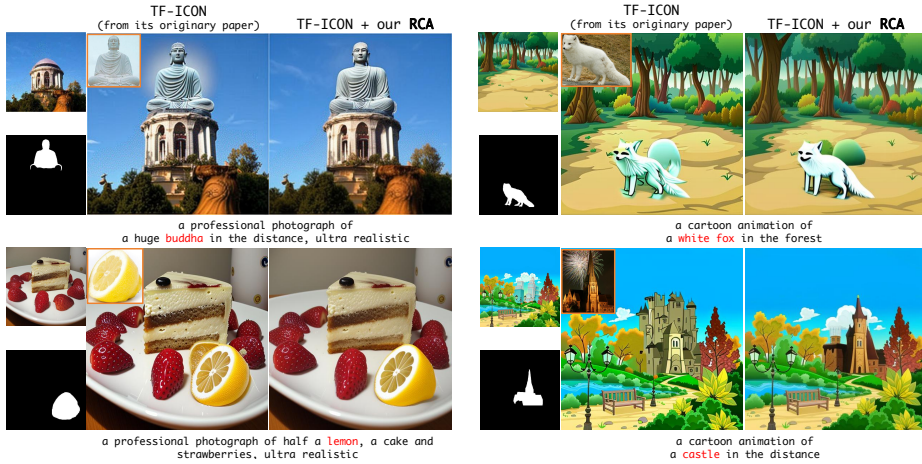 TF-ICON
(from its originary paper)
TF-ICON + our RCA
a professional photograph of
a huge buddha in the distance, ultra realistic
TF-ICON
(from its originary paper)
TF-ICON + our RCA
a cartoon animation of
a white fox in the forest
a professional photograph of half a lemon, a cake and
strawberries, ultra realistic
a cartoon animation of
a castle in the distance